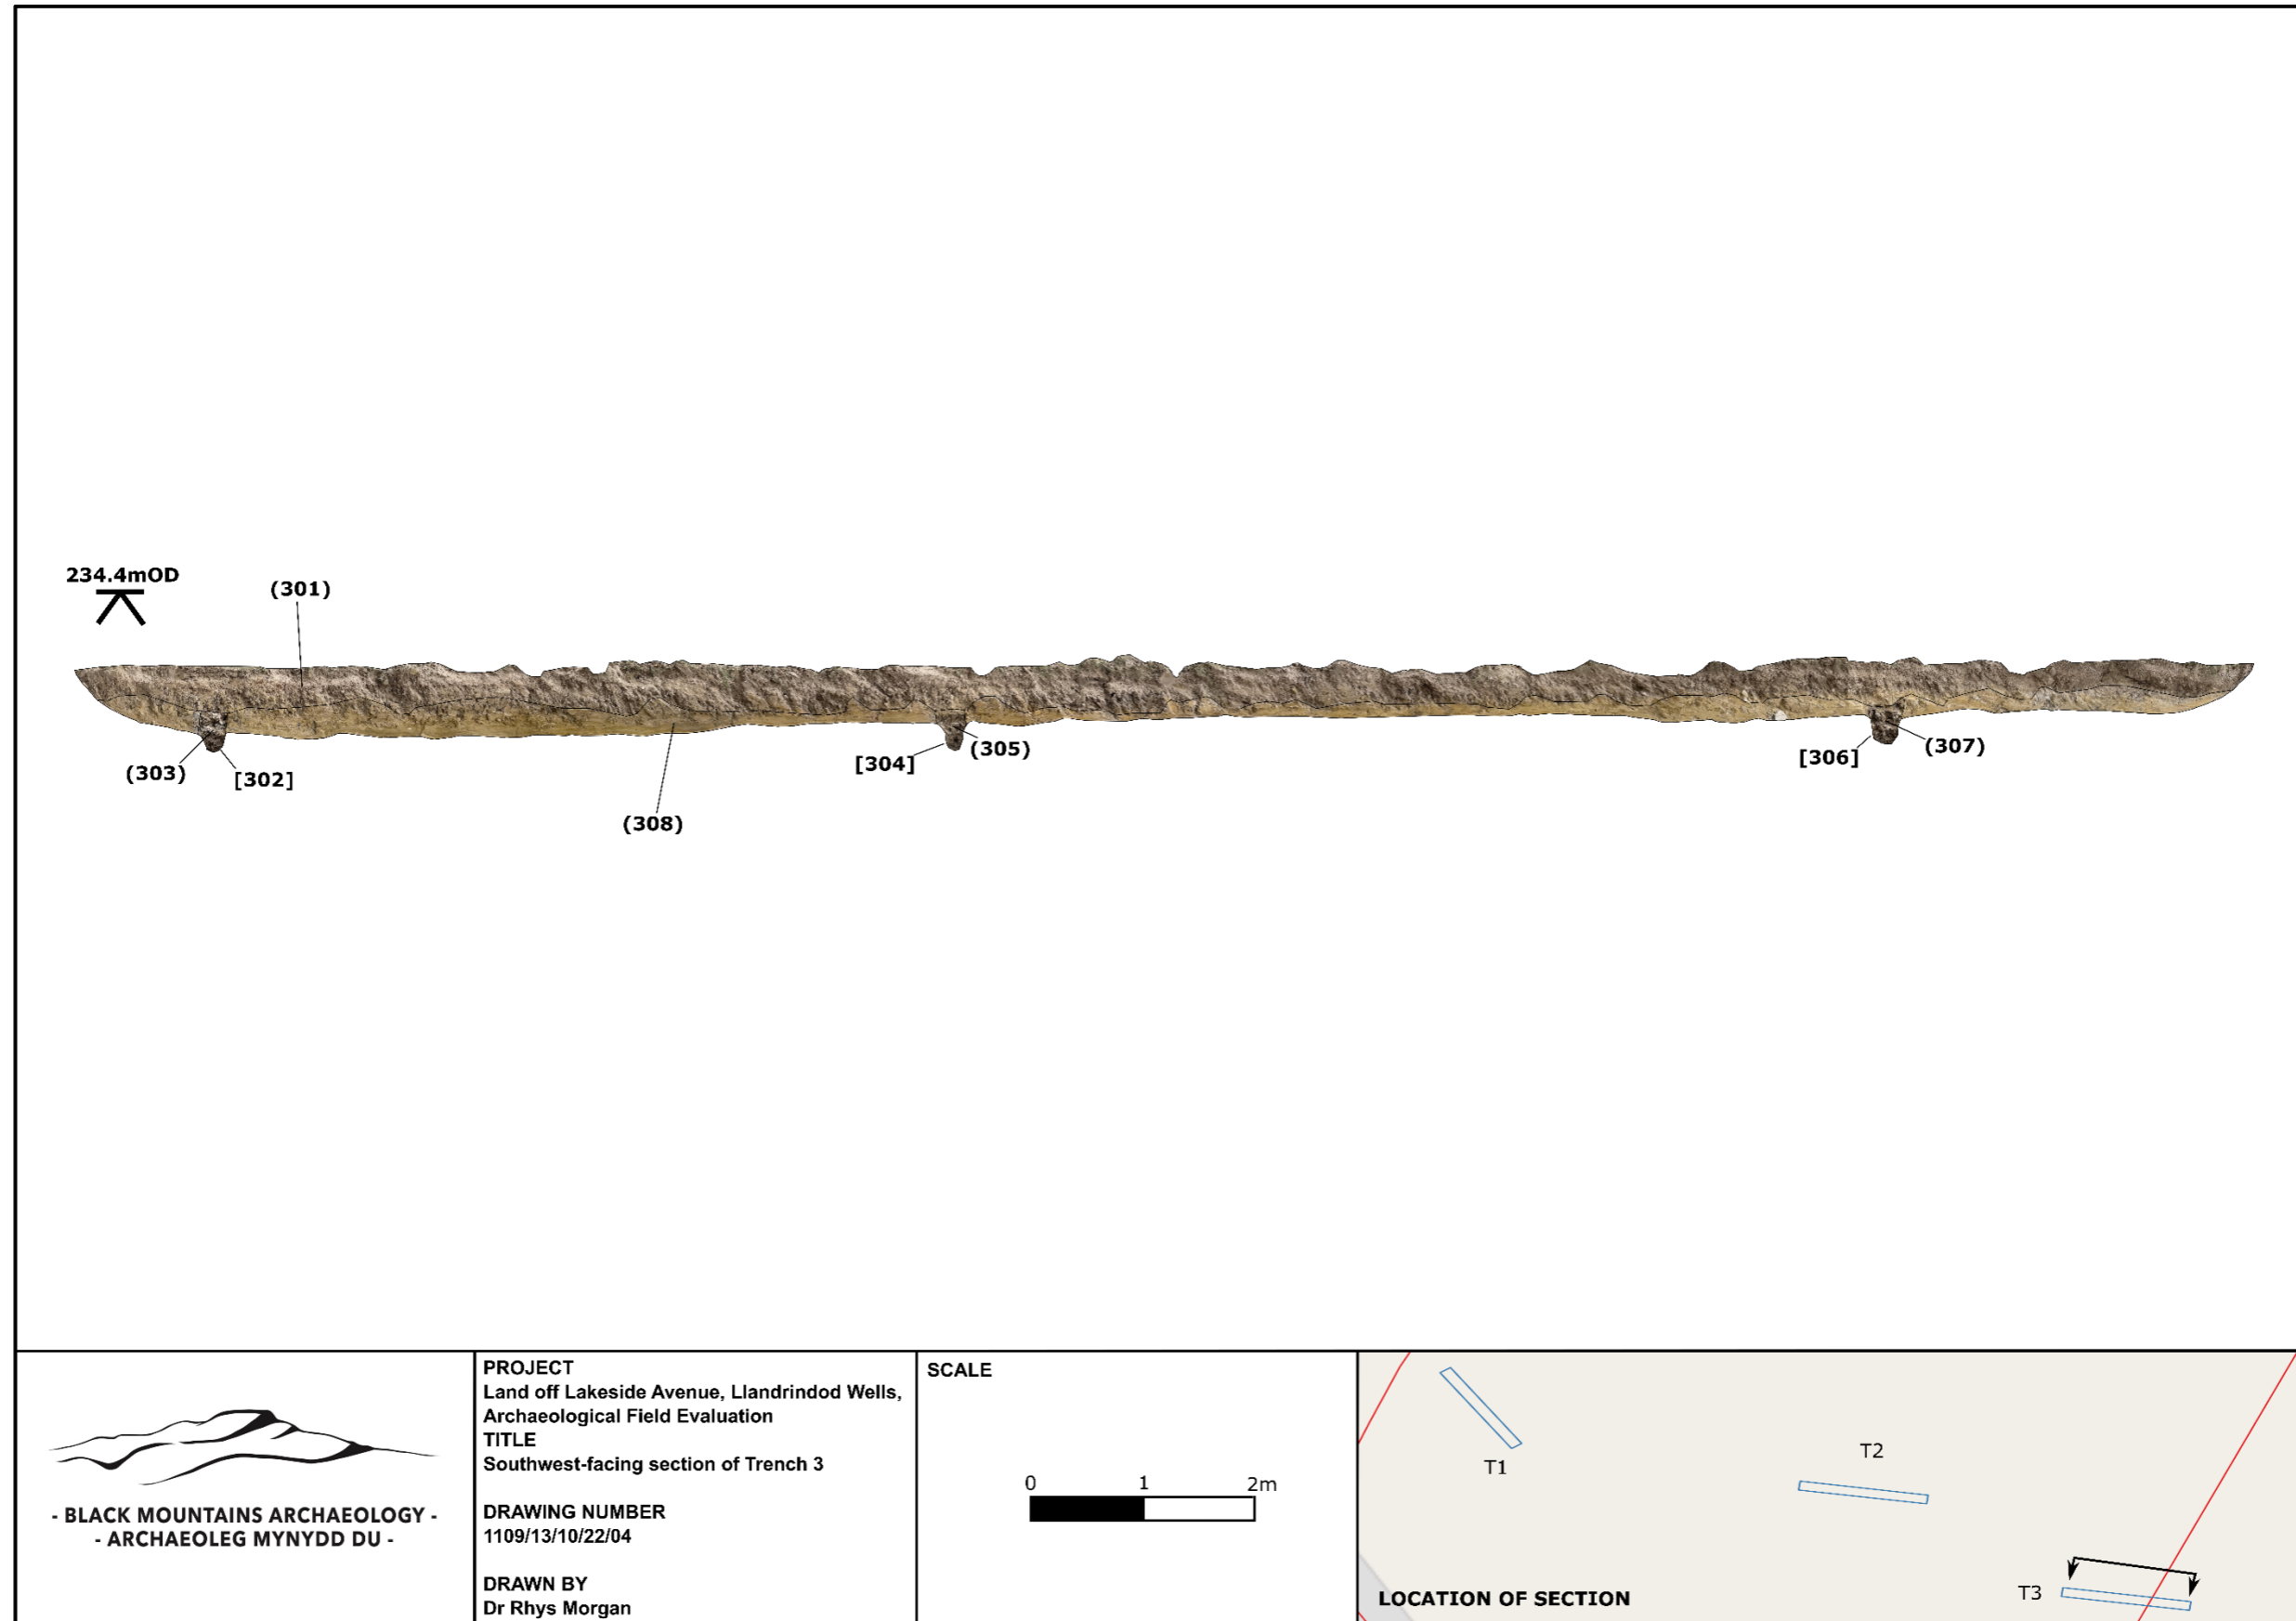 234.4mOD
(301)
(303)
[302]
(308)
[304]
(305)
[306]
(307)
- BLACK MOUNTAINS ARCHAEOLOGY -
- ARCHAEOLEG MYNYDD DU -
PROJECT
Land off Lakeside Avenue, Llandrindod Wells,
Archaeological Field Evaluation
TITLE
Southwest-facing section of Trench 3
DRAWING NUMBER
1109/13/10/22/04
DRAWN BY
Dr Rhys Morgan
SCALE
0 1 2m
T1
T2
T3
LOCATION OF SECTION